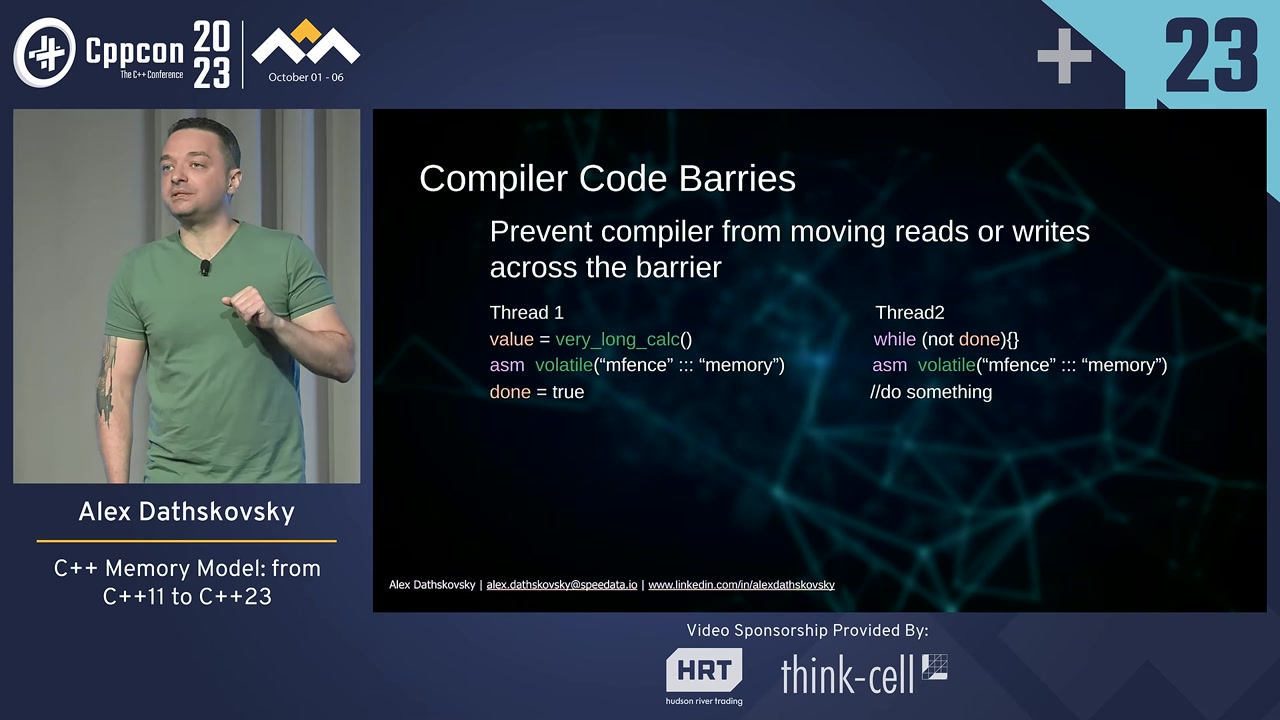 Cppcon
The C++ Conference
20
23
October 01 - 06
23
Compiler Code Barries
Prevent compiler from moving reads or writes
across the barrier
Thread 1
value = very_long_calc()
asm volatile(“mfence” ::: “memory”)
done = true
Thread2
while (not done){}
asm volatile(“mfence” ::: “memory”)
//do something
Alex Dathskovsky | alex.dathskovsky@speedata.io | www.linkedin.com/in/alexdathskovsky
Alex Dathskovsky
C++ Memory Model: from
C++11 to C++23
Video Sponsorship Provided By:
HRT
hudson river trading
think-cell